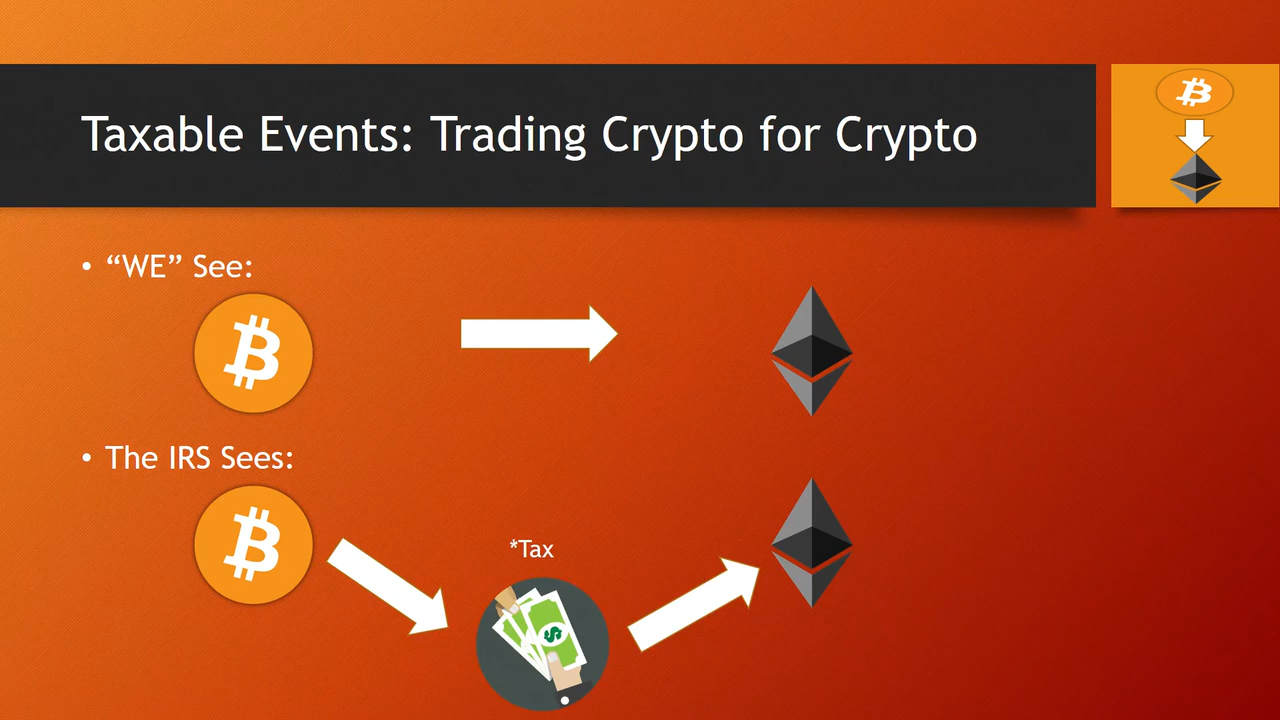 Taxable Events: Trading Crypto for Crypto
• “WE” See:
• The IRS Sees:
*Tax